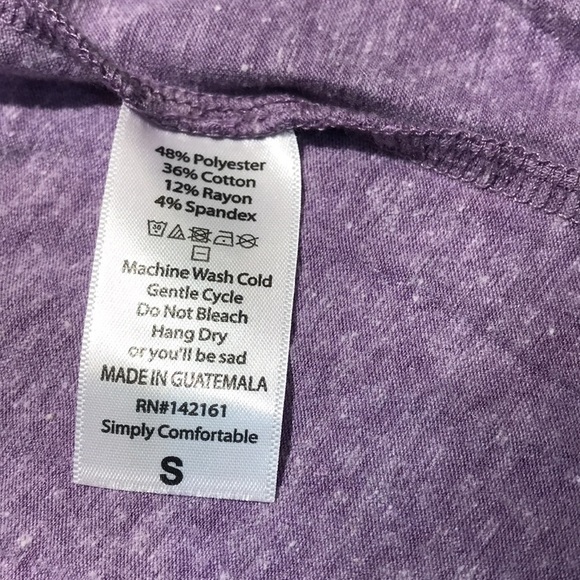 48% Polyester
36% Cotton
12% Rayon
4% Spandex
30
Machine Wash Cold
Gentle Cycle
Do Not Bleach
Hang Dry
or you'll be sad
MADE IN GUATEMALA
RN#142161
Simply Comfortable
S